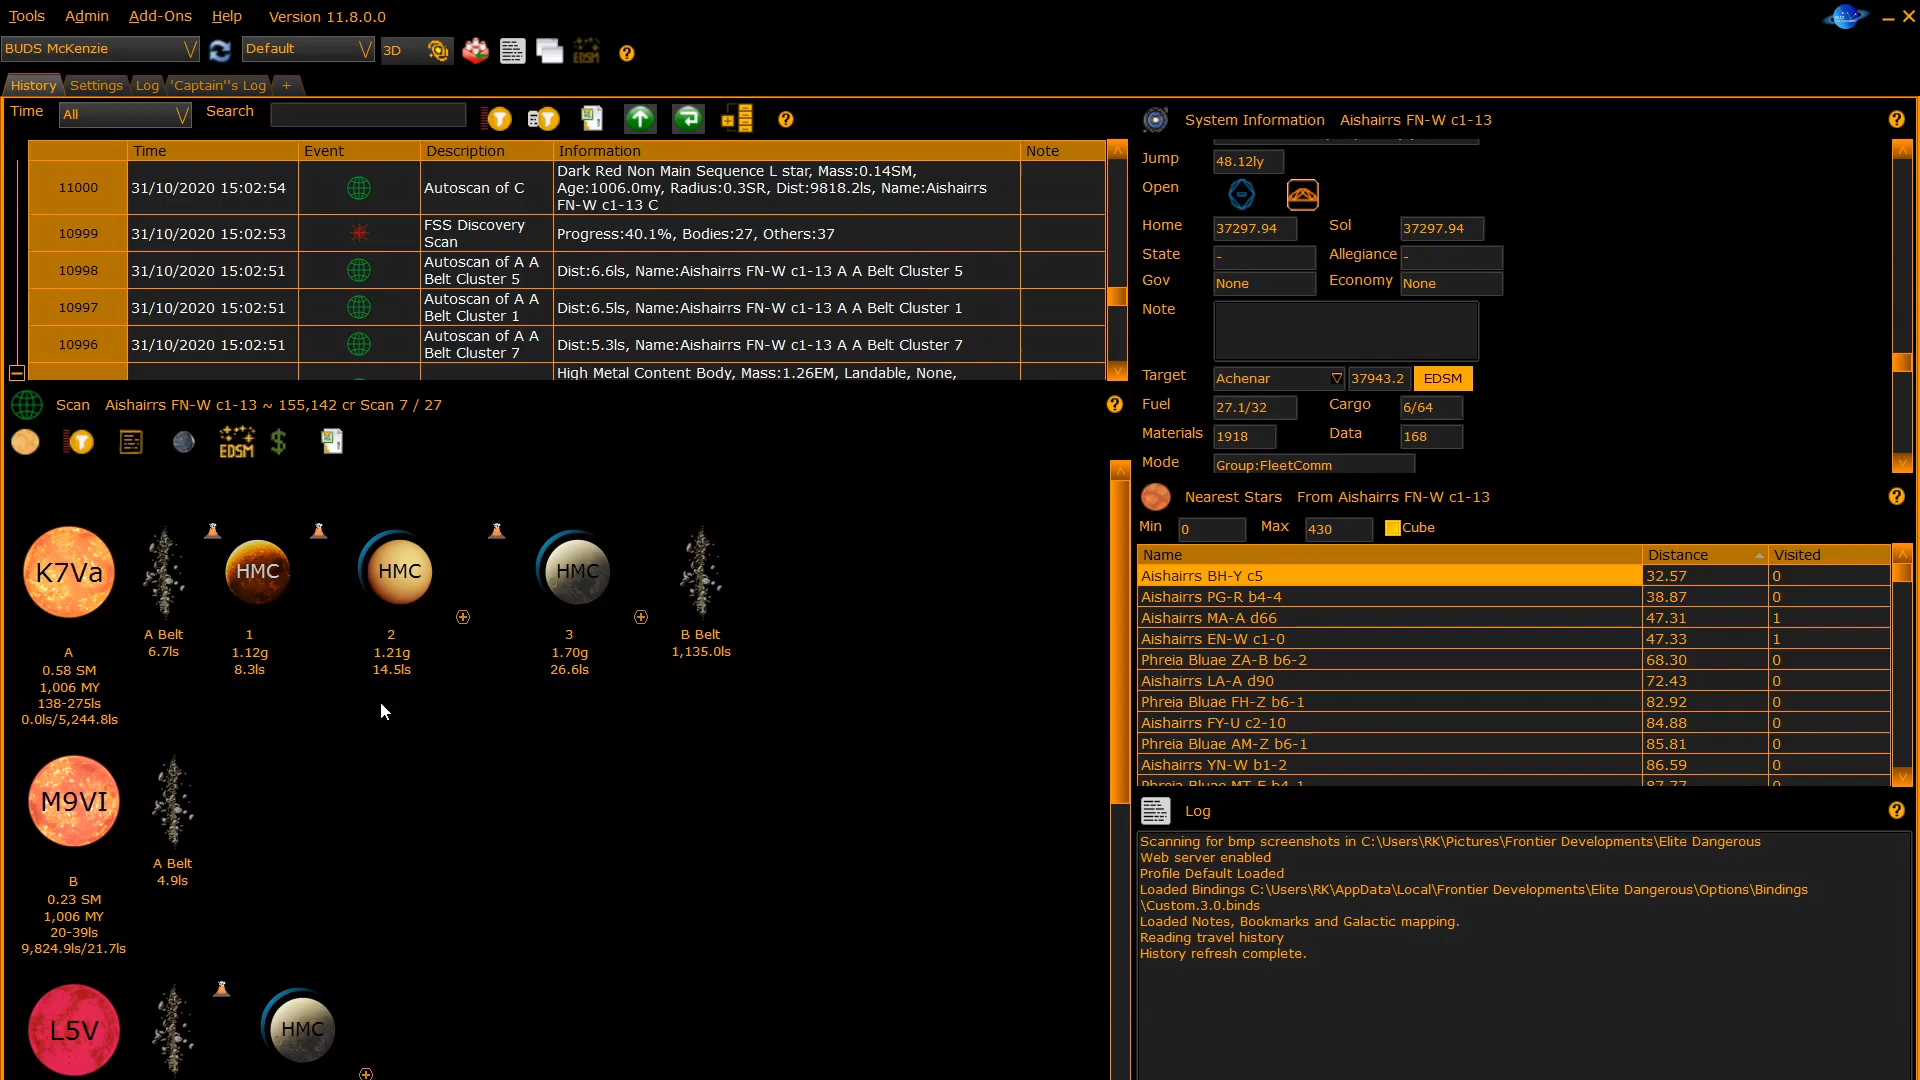 Tools Admin Add-Ons Help Version 11.8.0.0
BUDS McKenzie Default 3D EDSM ?
History Settings Log 'Captain''s Log +
Time All Search
Time Event Description Information Note
11000 31/10/2020 15:02:54 Autoscan of C Dark Red Non Main Sequence L star, Mass:0.14SM,
Age:1006.0my, Radius:0.3SR, Dist:9818.2ls, Name:Aishairrs
FN-W c1-13 C
10999 31/10/2020 15:02:53 FSS Discovery
Scan Progress:40.1%, Bodies:27, Others:37
10998 31/10/2020 15:02:51 Autoscan of A A
Belt Cluster 5 Dist:6.6ls, Name:Aishairrs FN-W c1-13 A A Belt Cluster 5
10997 31/10/2020 15:02:51 Autoscan of A A
Belt Cluster 1 Dist:6.5ls, Name:Aishairrs FN-W c1-13 A A Belt Cluster 1
10996 31/10/2020 15:02:51 Autoscan of A A
Belt Cluster 7 Dist:5.3ls, Name:Aishairrs FN-W c1-13 A A Belt Cluster 7
High Metal Content Body, Mass:1.26EM, Landable, None,
Scan Aishairrs FN-W c1-13 ~ 155,142 cr Scan 7 / 27
EDSM $
K7Va HMC HMC HMC
A Belt 1 2 3 B Belt
6.7ls 1.12g 1.21g 1.70g 1,135.0ls
8.3ls 14.5ls 26.6ls
A
0.58 SM
1,006 MY
138-275ls
0.0ls/5,244.8ls
M9VI
A Belt
4.9ls
B
0.23 SM
1,006 MY
20-39ls
9,824.9ls/21.7ls
L5V HMC
System Information Aishairrs FN-W c1-13
Jump 48.12ly
Open
Home 37297.94 Sol 37297.94
State - Allegiance -
Gov None Economy None
Note
Target Achenar 37943.2 EDSM
Fuel 27.1/32 Cargo 6/64
Materials 1918 Data 168
Mode Group:FleetComm
Nearest Stars From Aishairrs FN-W c1-13
Min 0 Max 430 Cube
Name Distance Visited
Aishairrs BH-Y c5 32.57 0
Aishairrs PG-R b4-4 38.87 0
Aishairrs MA-A d66 47.31 1
Aishairrs EN-W c1-0 47.33 1
Phreia Bluae ZA-B b6-2 68.30 0
Aishairrs LA-A d90 72.43 0
Phreia Bluae FH-Z b6-1 82.92 0
Aishairrs FY-U c2-10 84.88 0
Phreia Bluae AM-Z b6-1 85.81 0
Aishairrs YN-W b1-2 86.59 0
Phreia Bluae MT-E b4-1 87.77 0
Log
Scanning for bmp screenshots in C:\Users\RK\Pictures\Frontier Developments\Elite Dangerous
Web server enabled
Profile Default Loaded
Loaded Bindings C:\Users\RK\AppData\Local\Frontier Developments\Elite Dangerous\Options\Bindings
\Custom.3.0.binds
Loaded Notes, Bookmarks and Galactic mapping.
Reading travel history
History refresh complete.